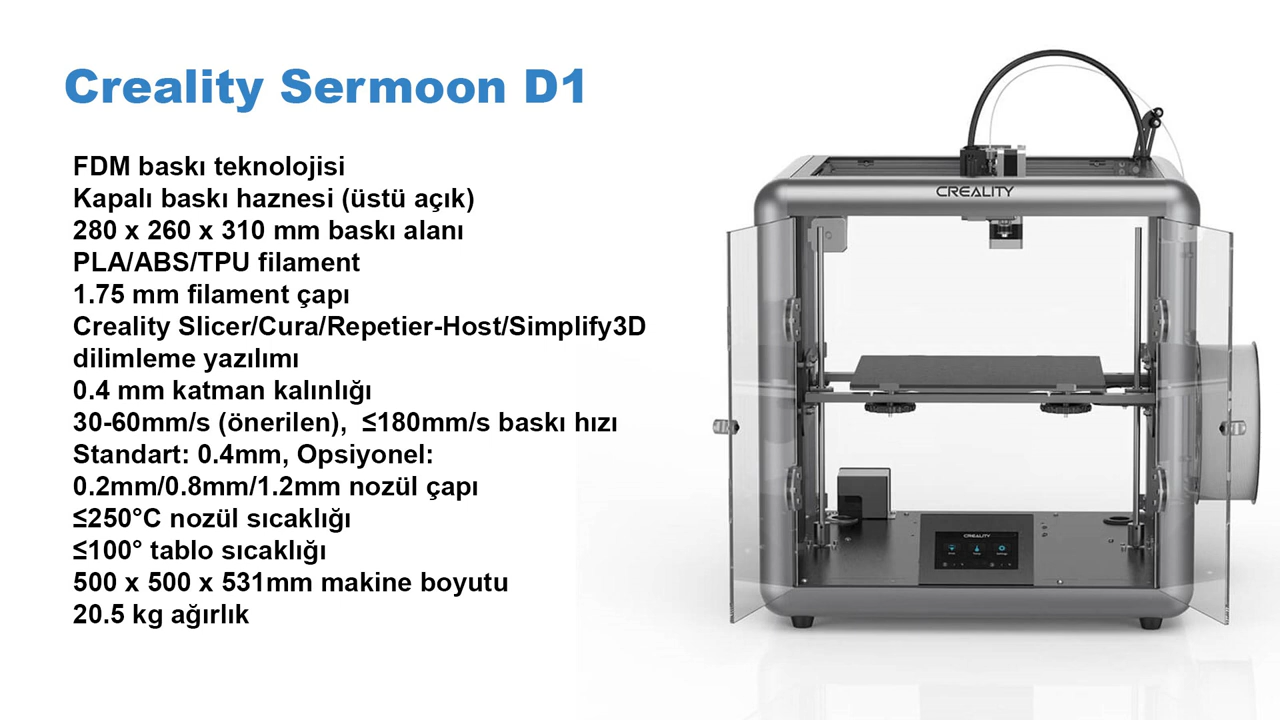 Creality Sermoon D1
FDM baskı teknolojisi
Kapalı baskı haznesi (üstü açık)
280 x 260 x 310 mm baskı alanı
PLA/ABS/TPU filament
1.75 mm filament çapı
Creality Slicer/Cura/Repetier-Host/Simplify3D
dilimleme yazılımı
0.4 mm katman kalınlığı
30-60mm/s (önerilen),  ≤180mm/s baskı hızı
Standart: 0.4mm, Opsiyonel:
0.2mm/0.8mm/1.2mm nozül çapı
≤250°C nozül sıcaklığı
≤100° tablo sıcaklığı
500 x 500 x 531mm makine boyutu
20.5 kg ağırlık
CREALITY
CREALITY